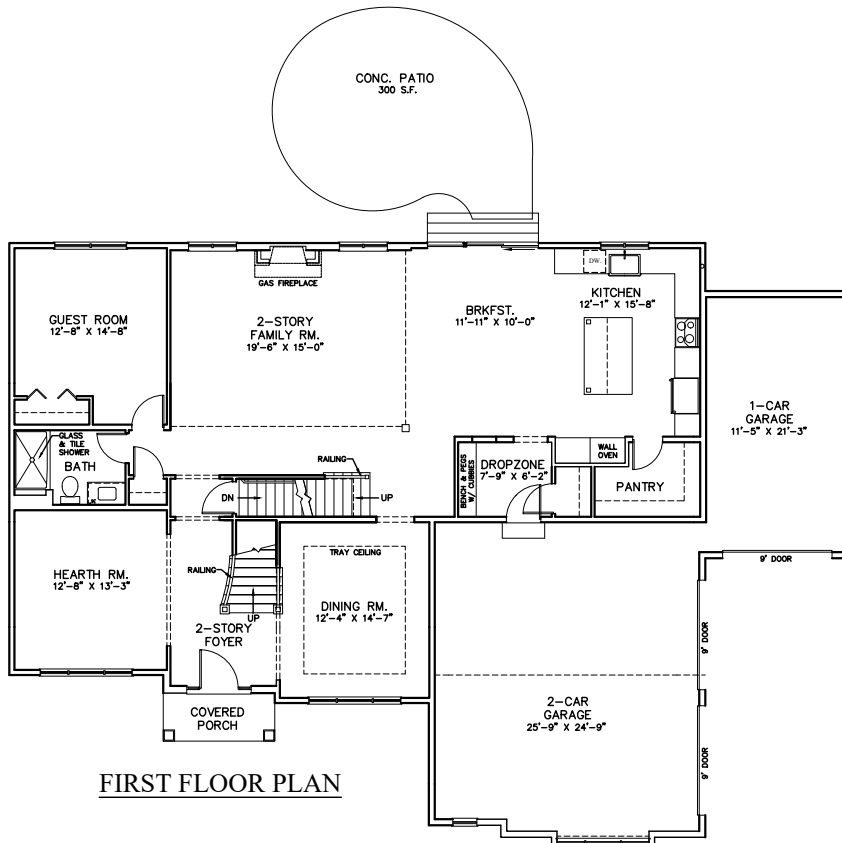 CONC. PATIO
300 S.F.
GAS FIREPLACE
DW.
KITCHEN
12'-1" X 15'-8"
GUEST ROOM
12'-8" X 14'-8"
2-STORY
FAMILY RM.
19'-6" X 15'-0"
BRKFST.
11'-11" X 10'-0"
1-CAR
GARAGE
11'-5" X 21'-3"
GLASS
& TILE
SHOWER
BATH
RAILING
WALL
OVEN
BENCH & PEGS
W/ CUBBIES
DROPZONE
7'-9" X 6'-2"
PANTRY
DN
UP
HEARTH RM.
12'-8" X 13'-3"
RAILING
UP
2-STORY
FOYER
TRAY CEILING
DINING RM.
12'-4" X 14'-7"
9' DOOR
9' DOOR
9' DOOR
2-CAR
GARAGE
25'-9" X 24'-9"
COVERED
PORCH
FIRST FLOOR PLAN